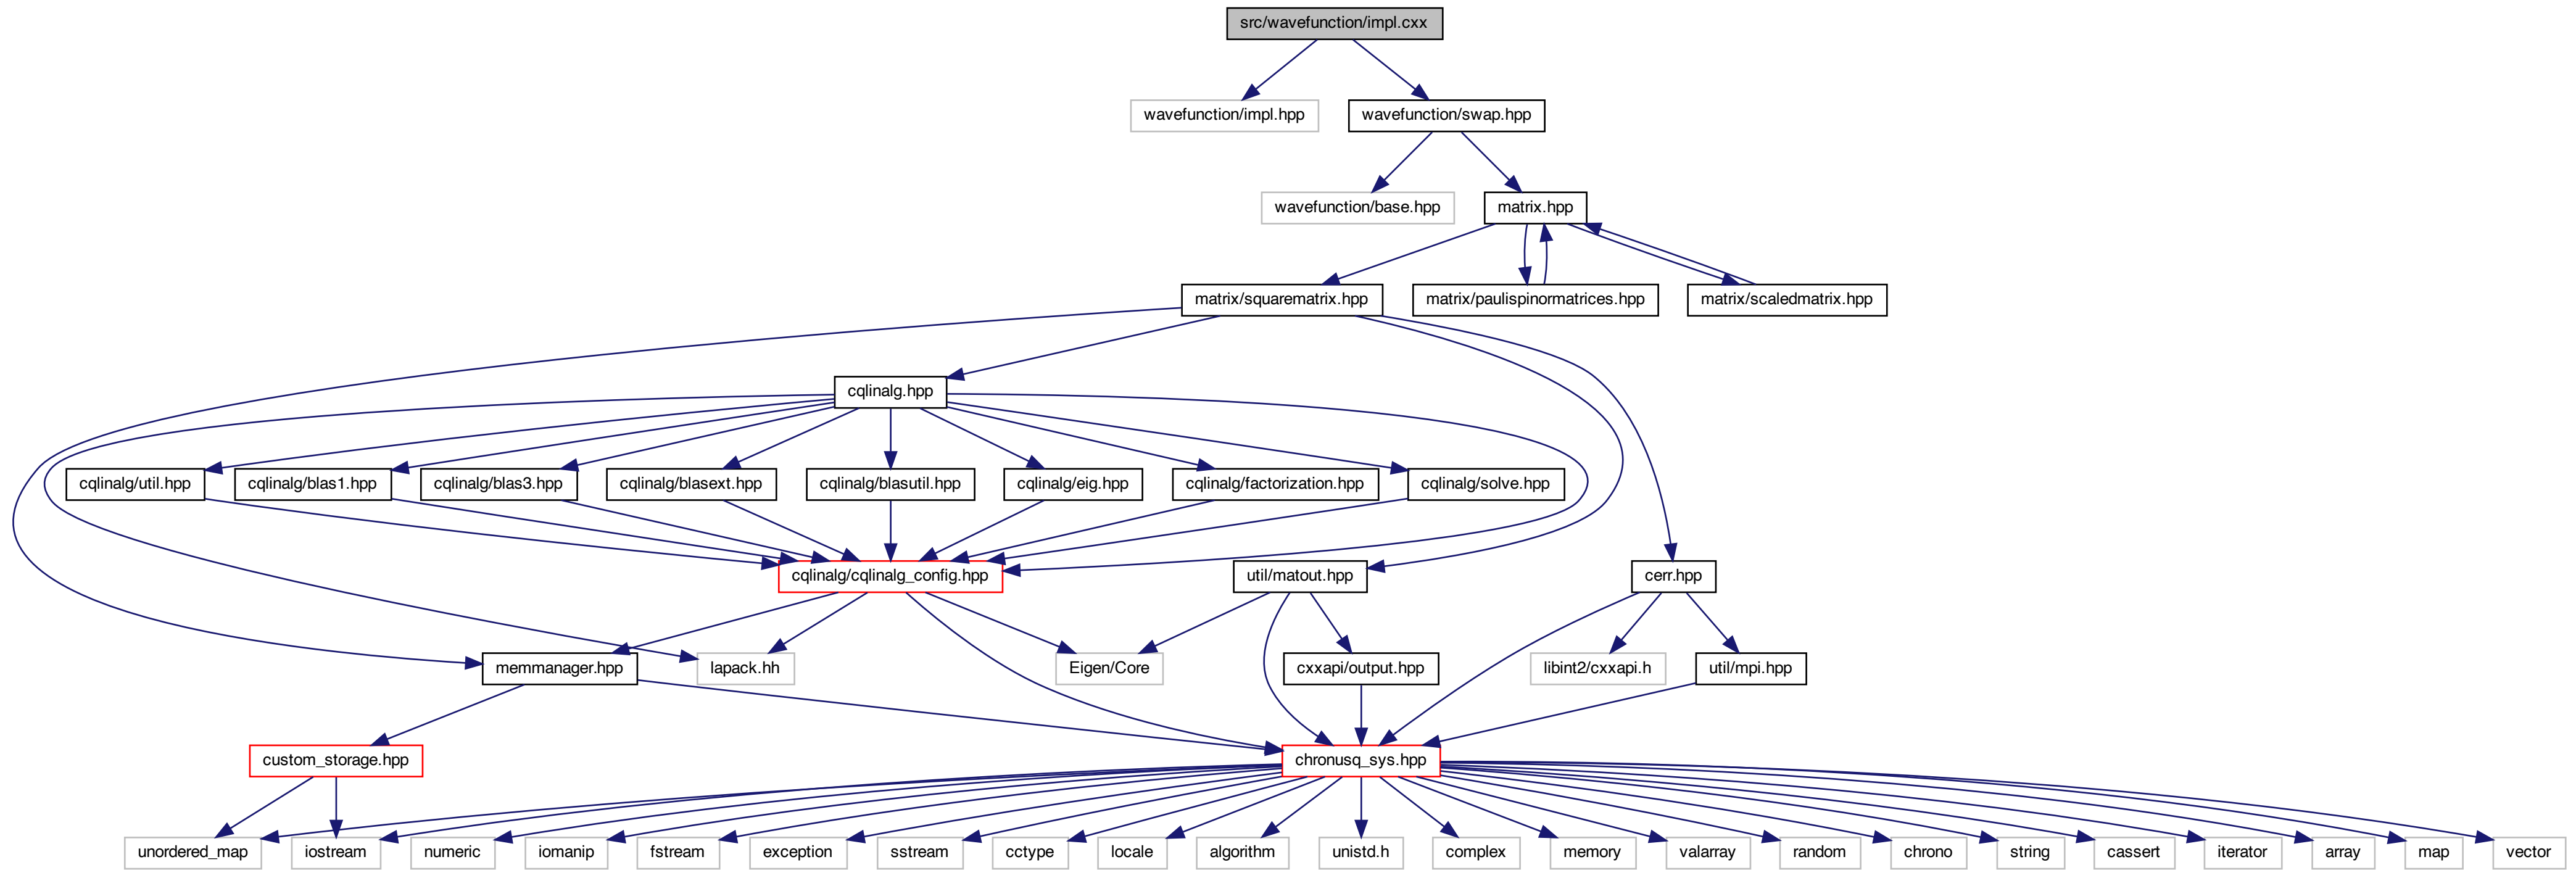 src/wavefunction/impl.cxx
wavefunction/impl.hpp
wavefunction/swap.hpp
wavefunction/base.hpp
matrix.hpp
matrix/squarematrix.hpp
matrix/paulispinormatrices.hpp
matrix/scaledmatrix.hpp
cqlinalg.hpp
cqlinalg/util.hpp
cqlinalg/blas1.hpp
cqlinalg/blas3.hpp
cqlinalg/blasext.hpp
cqlinalg/blasutil.hpp
cqlinalg/eig.hpp
cqlinalg/factorization.hpp
cqlinalg/solve.hpp
cqlinalg/cqlinalg_config.hpp
util/matout.hpp
cerr.hpp
memmanager.hpp
lapack.hh
Eigen/Core
cxxapi/output.hpp
libint2/cxxapi.h
util/mpi.hpp
custom_storage.hpp
chronusq_sys.hpp
unordered_map
iostream
numeric
iomanip
fstream
exception
sstream
cctype
locale
algorithm
unistd.h
complex
memory
valarray
random
chrono
string
cassert
iterator
array
map
vector